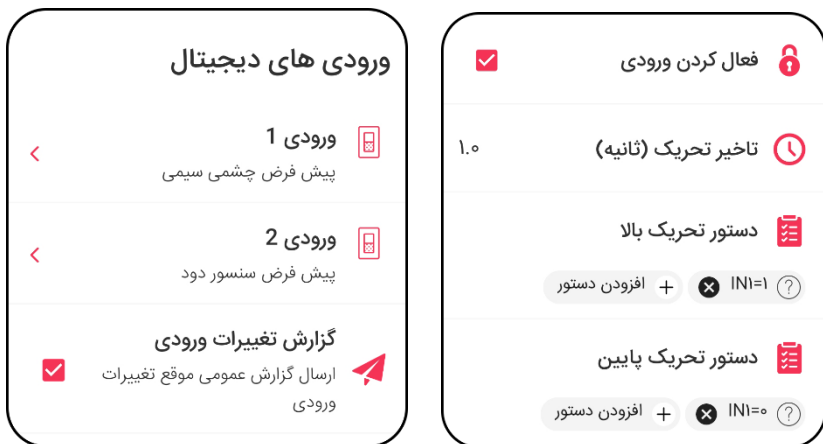 ورودی های دیجیتال
ورودی 1
پیش فرض چشمی سیمی
ورودی 2
پیش فرض سنسور دود
گزارش تغییرات ورودی
ارسال گزارش عمومی موقع تغییرات
ورودی
فعال کردن ورودی
تاخیر تحریک (ثانیه) ۱.۰
دستور تحریک بالا
IN۱=۱ افزودن دستور
دستور تحریک پایین
IN۱=۰ افزودن دستور